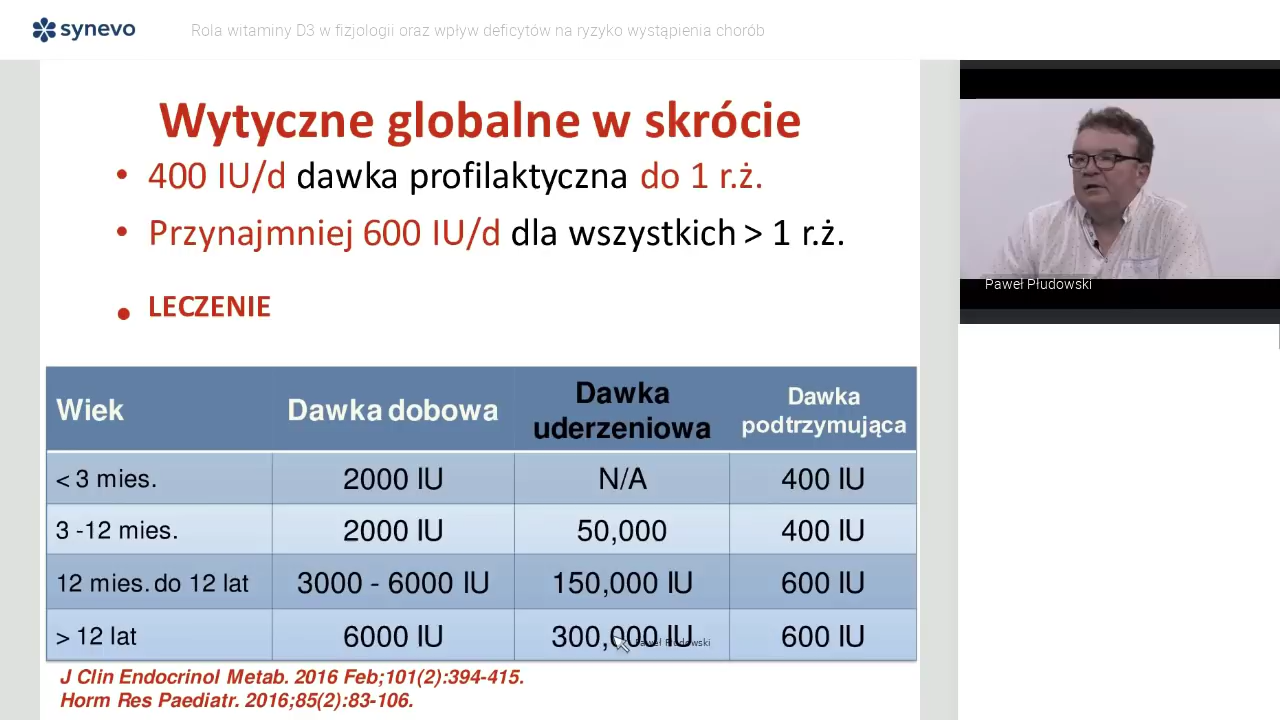 synevo
Rola witaminy D3 w fizjologii oraz wpływ deficytów na ryzyko wystąpienia chorób
Wytyczne globalne w skrócie
• 400 IU/d dawka profilaktyczna do 1 r.ż.
• Przynajmniej 600 IU/d dla wszystkich > 1 r.ż.
• LECZENIE
Wiek Dawka dobowa Dawka uderzeniowa Dawka podtrzymująca
< 3 mies. 2000 IU N/A 400 IU
3 -12 mies. 2000 IU 50,000 400 IU
12 mies. do 12 lat 3000 - 6000 IU 150,000 IU 600 IU
> 12 lat 6000 IU 300,000 IU 600 IU
Paweł Płudowski
J Clin Endocrinol Metab. 2016 Feb;101(2):394-415.
Horm Res Paediatr. 2016;85(2):83-106.
Paweł Płudowski